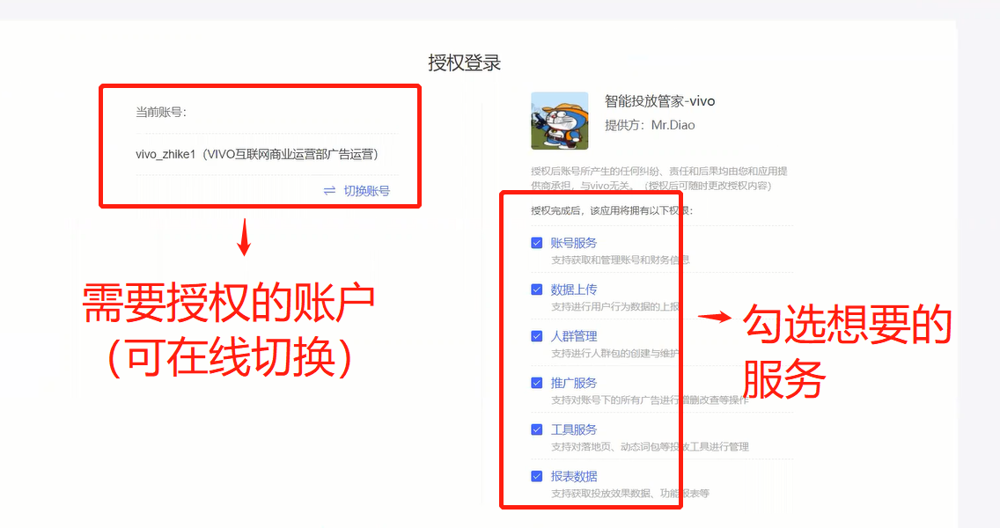 授权登录
当前账号：
vivo_zhike1（VIVO互联网商业运营部广告运营）
切换账号
需要授权的账户
（可在线切换）
智能投放管家-vivo
提供方：Mr.Diao
授权后账号所产生的任何纠纷、责任和后果均由您和应用提
供商承担，与vivo无关。（授权后可随时更改授权内容）
授权完成后，该应用将拥有以下权限：
账号服务
支持获取和管理账号和财务信息
数据上传
支持进行用户行为数据的上报
人群管理
支持进行人群包的创建与维护
推广服务
支持对账号下的所有广告进行增删改查等操作
工具服务
支持对落地页、动态词包等投放工具进行管理
报表数据
支持获取投放效果数据、功能报表等
勾选想要的
服务